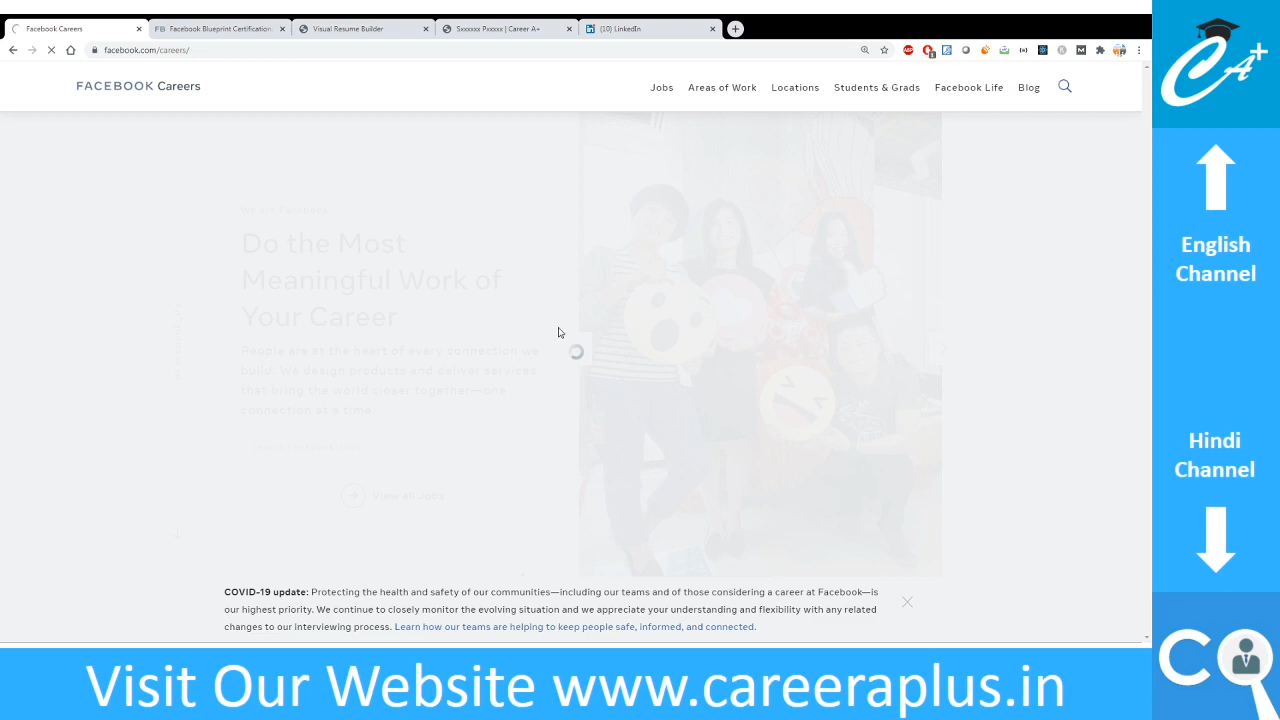 Facebook Careers
Facebook Blueprint Certification
Visual Resume Builder
Sxxxxxx Pxxxxx | Career A+
(10) LinkedIn
facebook.com/careers/
FACEBOOK Careers
Jobs Areas of Work Locations Students & Grads Facebook Life Blog
We are Facebook
Do the Most
Meaningful Work of
Your Career
People are at the heart of every connection we
build. We design products and deliver services
that bring the world closer together—one
connection at a time.
View all Jobs
COVID-19 update: Protecting the health and safety of our communities—including our teams and of those considering a career at Facebook—is
our highest priority. We continue to closely monitor the evolving situation and we appreciate your understanding and flexibility with any related
changes to our interviewing process. Learn how our teams are helping to keep people safe, informed, and connected.
CA+
English
Channel
Hindi
Channel
Visit Our Website www.careeraplus.in